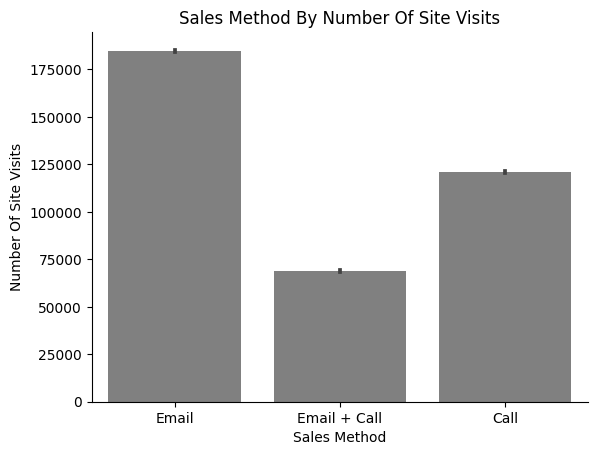 Sales Method By Number Of Site Visits
175000
150000
125000
100000
75000
50000
25000
0
Number Of Site Visits
Email
Email + Call
Call
Sales Method